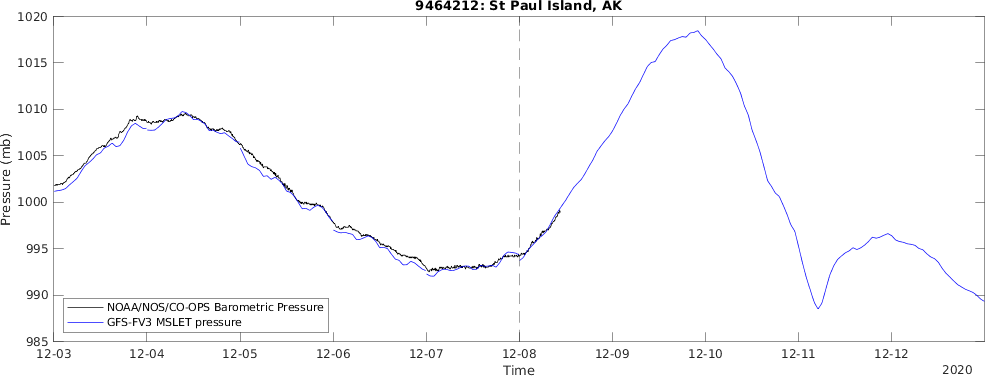 9464212: St Paul Island, AK
Pressure (mb)
1020
1015
1010
1005
1000
995
990
985
NOAA/NOS/CO-OPS Barometric Pressure
GFS-FV3 MSLET pressure
12-03 12-04 12-05 12-06 12-07 12-08 12-09 12-10 12-11 12-12
Time
2020